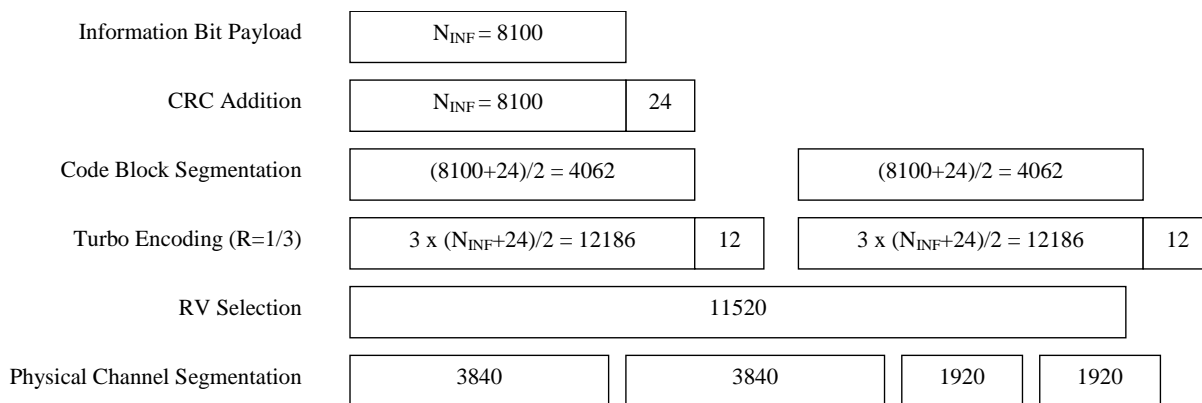 Information Bit Payload N_INF = 8100
CRC Addition N_INF = 8100 24
Code Block Segmentation (8100+24)/2 = 4062 (8100+24)/2 = 4062
Turbo Encoding (R=1/3) 3 x (N_INF+24)/2 = 12186 12 3 x (N_INF+24)/2 = 12186 12
RV Selection 11520
Physical Channel Segmentation 3840 3840 1920 1920